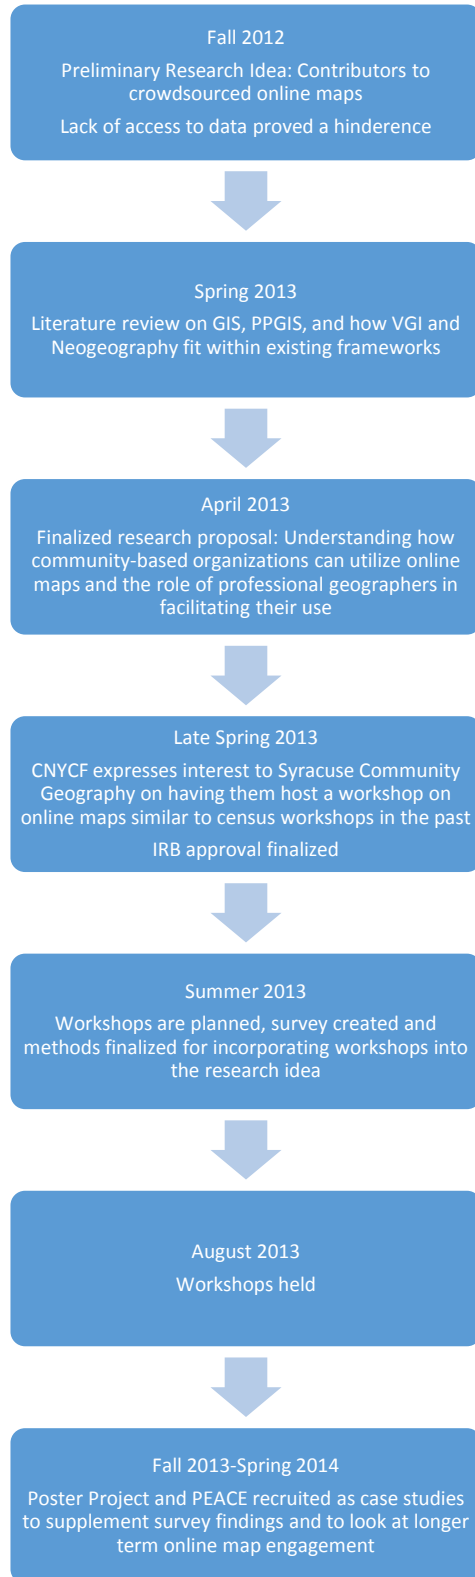 Fall 2012
Preliminary Research Idea: Contributors to
crowdsourced online maps
Lack of access to data proved a hinderence
Spring 2013
Literature review on GIS, PPGIS, and how VGI and
Neogeography fit within existing frameworks
April 2013
Finalized research proposal: Understanding how
community-based organizations can utilize online
maps and the role of professional geographers in
facilitating their use
Late Spring 2013
CNYCF expresses interest to Syracuse Community
Geography on having them host a workshop on
online maps similar to census workshops in the past
IRB approval finalized
Summer 2013
Workshops are planned, survey created and
methods finalized for incorporating workshops into
the research idea
August 2013
Workshops held
Fall 2013-Spring 2014
Poster Project and PEACE recruited as case studies
to supplement survey findings and to look at longer
term online map engagement